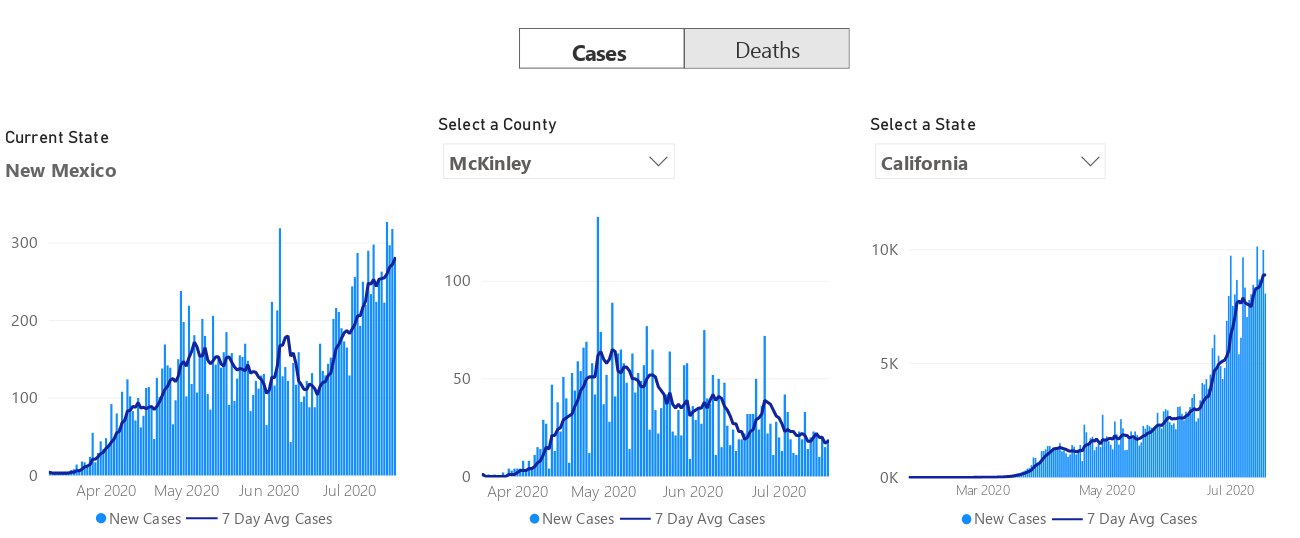 Cases Deaths
Current State
New Mexico
Select a County
McKinley
Select a State
California
300
200
100
0
Apr 2020 May 2020 Jun 2020 Jul 2020
New Cases 7 Day Avg Cases
100
50
0
Apr 2020 May 2020 Jun 2020 Jul 2020
New Cases 7 Day Avg Cases
10K
5K
0K
Mar 2020 May 2020 Jul 2020
New Cases 7 Day Avg Cases